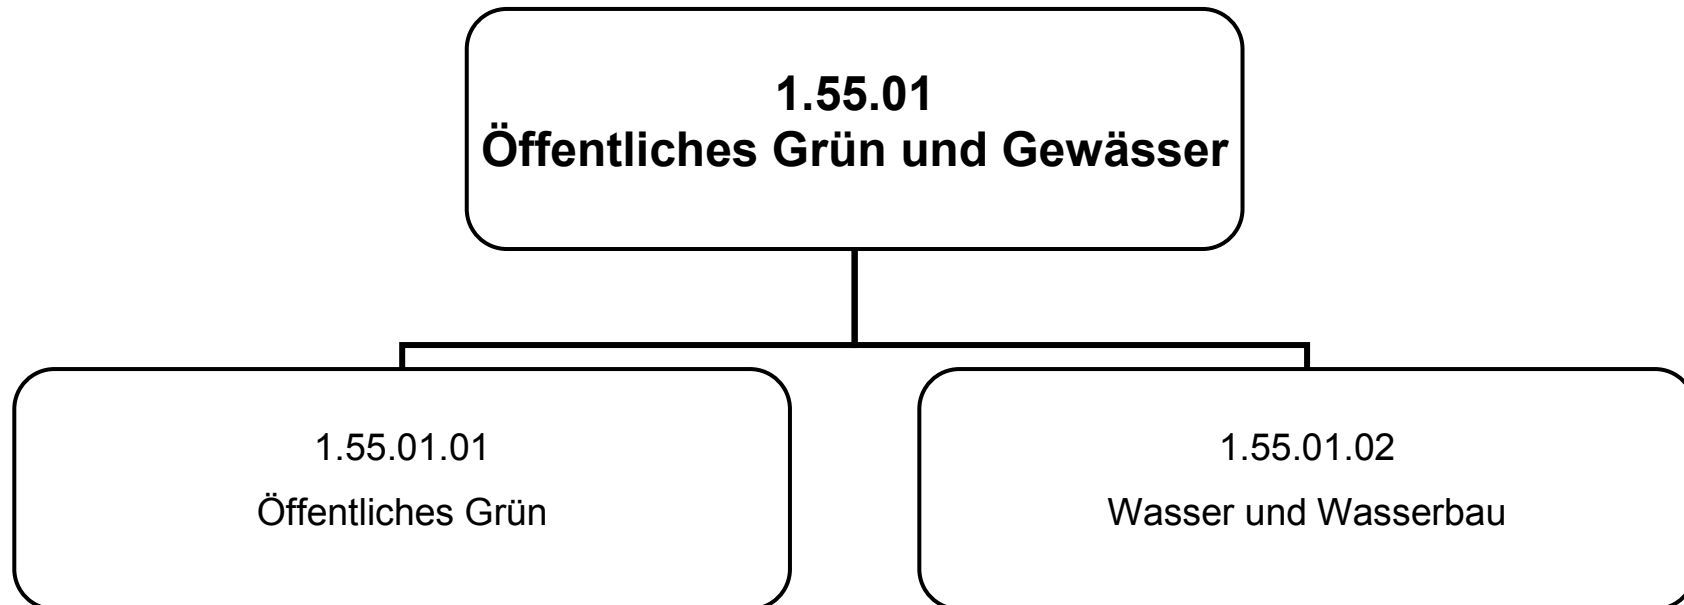 1.55.01
Öffentliches Grün und Gewässer
1.55.01.01
Öffentliches Grün
1.55.01.02
Wasser und Wasserbau